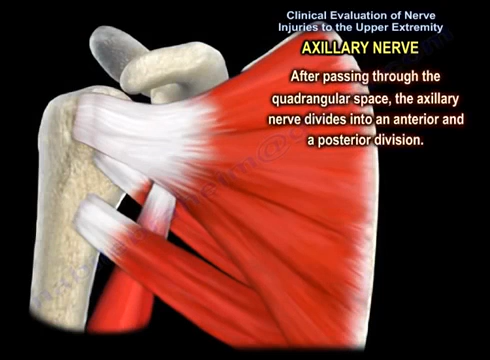 Clinical Evaluation of Nerve
Injuries to the Upper Extremity
AXILLARY NERVE
After passing through the
quadrangular space, the axillary
nerve divides into an anterior and
a posterior division.